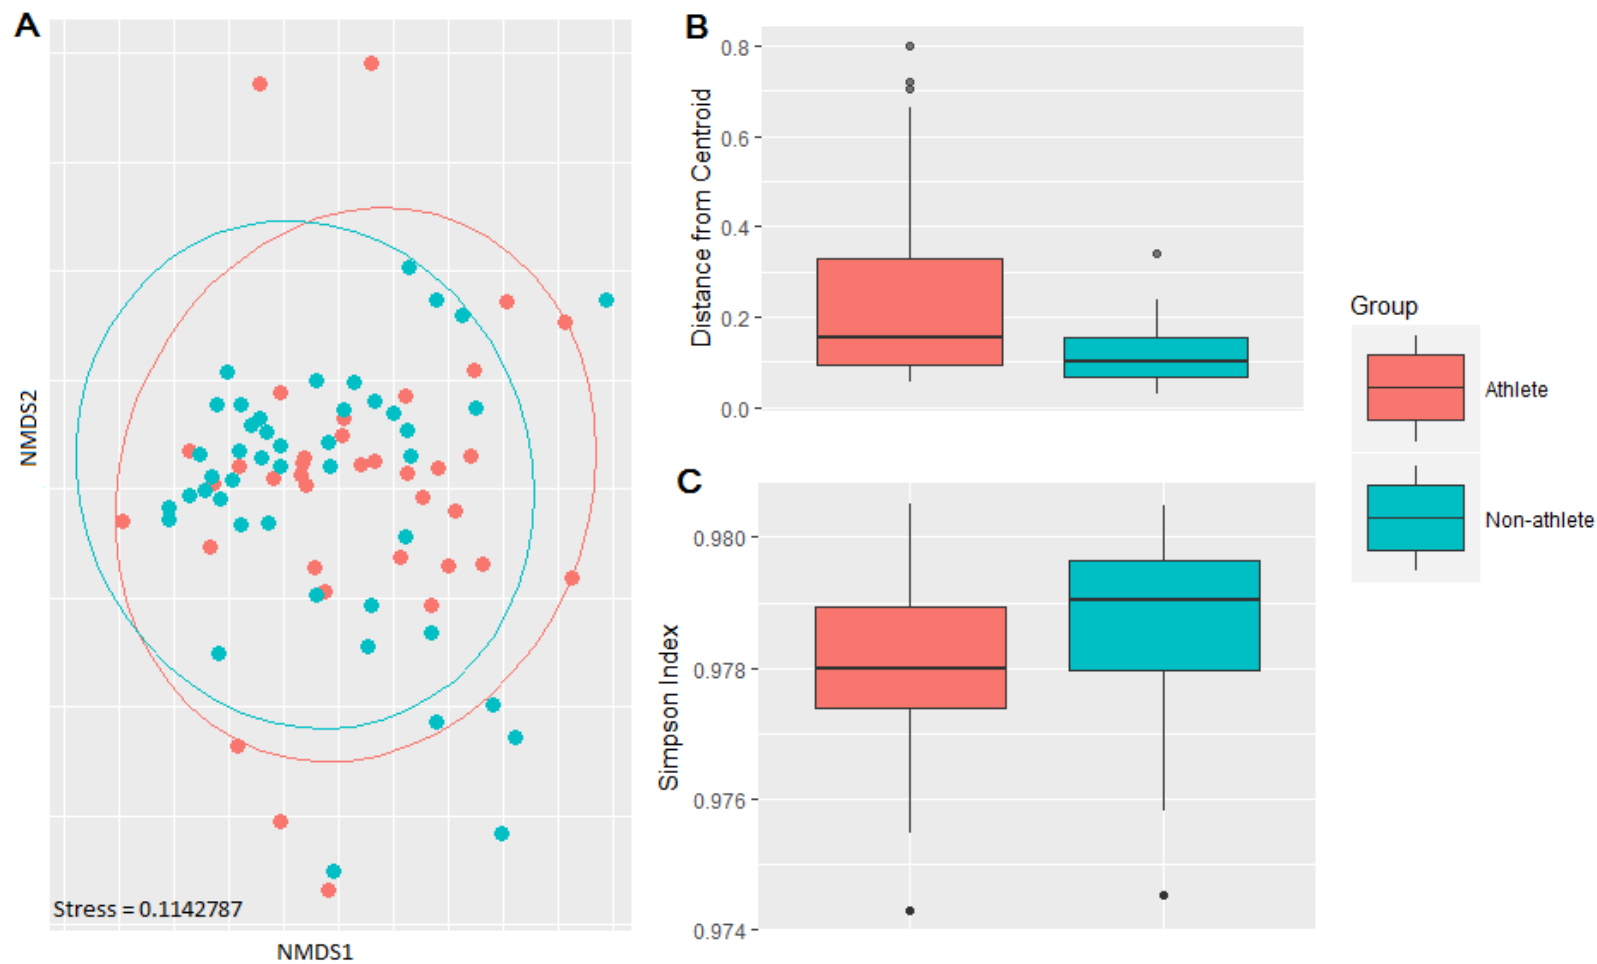 A
NMDS2
Stress = 0.1142787
NMDS1
B
Distance from Centroid
0.8
0.6
0.4
0.2
0.0
C
Simpson Index
0.980
0.978
0.976
0.974
Group
Athlete
Non-athlete